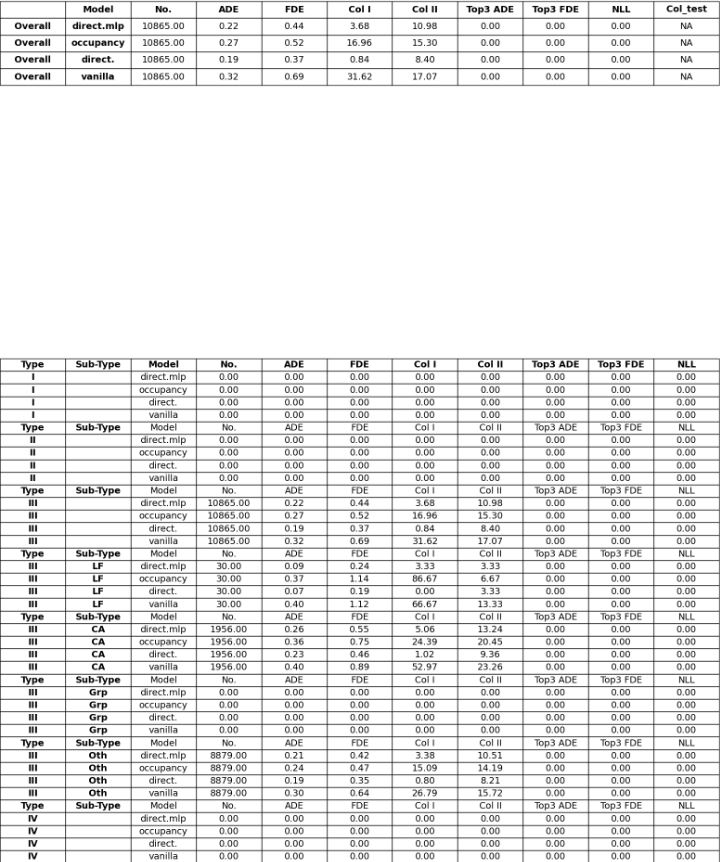 Model No. ADE FDE Col I Col II Top3 ADE Top3 FDE NLL Col_test
Overall direct.mlp 10865.00 0.22 0.44 3.68 10.98 0.00 0.00 0.00 NA
Overall occupancy 10865.00 0.27 0.52 16.96 15.30 0.00 0.00 0.00 NA
Overall direct. 10865.00 0.19 0.37 0.84 8.40 0.00 0.00 0.00 NA
Overall vanilla 10865.00 0.32 0.69 31.62 17.07 0.00 0.00 0.00 NA
Type Sub-Type Model No. ADE FDE Col I Col II Top3 ADE Top3 FDE NLL
I direct.mlp 0.00 0.00 0.00 0.00 0.00 0.00 0.00 0.00
I occupancy 0.00 0.00 0.00 0.00 0.00 0.00 0.00 0.00
I direct. 0.00 0.00 0.00 0.00 0.00 0.00 0.00 0.00
I vanilla 0.00 0.00 0.00 0.00 0.00 0.00 0.00 0.00
Type Sub-Type Model No. ADE FDE Col I Col II Top3 ADE Top3 FDE NLL
II direct.mlp 0.00 0.00 0.00 0.00 0.00 0.00 0.00 0.00
II occupancy 0.00 0.00 0.00 0.00 0.00 0.00 0.00 0.00
II direct. 0.00 0.00 0.00 0.00 0.00 0.00 0.00 0.00
II vanilla 0.00 0.00 0.00 0.00 0.00 0.00 0.00 0.00
Type Sub-Type Model No. ADE FDE Col I Col II Top3 ADE Top3 FDE NLL
III direct.mlp 10865.00 0.22 0.44 3.68 10.98 0.00 0.00 0.00
III occupancy 10865.00 0.27 0.52 16.96 15.30 0.00 0.00 0.00
III direct. 10865.00 0.19 0.37 0.84 8.40 0.00 0.00 0.00
III vanilla 10865.00 0.32 0.69 31.62 17.07 0.00 0.00 0.00
Type Sub-Type Model No. ADE FDE Col I Col II Top3 ADE Top3 FDE NLL
III LF direct.mlp 30.00 0.09 0.24 3.33 3.33 0.00 0.00 0.00
III LF occupancy 30.00 0.37 1.14 86.67 6.67 0.00 0.00 0.00
III LF direct. 30.00 0.07 0.19 0.00 3.33 0.00 0.00 0.00
III LF vanilla 30.00 0.40 1.12 66.67 13.33 0.00 0.00 0.00
Type Sub-Type Model No. ADE FDE Col I Col II Top3 ADE Top3 FDE NLL
III CA direct.mlp 1956.00 0.26 0.55 5.06 13.24 0.00 0.00 0.00
III CA occupancy 1956.00 0.36 0.75 24.39 20.45 0.00 0.00 0.00
III CA direct. 1956.00 0.23 0.46 1.02 9.36 0.00 0.00 0.00
III CA vanilla 1956.00 0.40 0.89 52.97 23.26 0.00 0.00 0.00
Type Sub-Type Model No. ADE FDE Col I Col II Top3 ADE Top3 FDE NLL
III Grp direct.mlp 0.00 0.00 0.00 0.00 0.00 0.00 0.00 0.00
III Grp occupancy 0.00 0.00 0.00 0.00 0.00 0.00 0.00 0.00
III Grp direct. 0.00 0.00 0.00 0.00 0.00 0.00 0.00 0.00
III Grp vanilla 0.00 0.00 0.00 0.00 0.00 0.00 0.00 0.00
Type Sub-Type Model No. ADE FDE Col I Col II Top3 ADE Top3 FDE NLL
III Oth direct.mlp 8879.00 0.21 0.42 3.38 10.51 0.00 0.00 0.00
III Oth occupancy 8879.00 0.24 0.47 15.09 14.19 0.00 0.00 0.00
III Oth direct. 8879.00 0.19 0.35 0.80 8.21 0.00 0.00 0.00
III Oth vanilla 8879.00 0.30 0.64 26.79 15.72 0.00 0.00 0.00
Type Sub-Type Model No. ADE FDE Col I Col II Top3 ADE Top3 FDE NLL
IV direct.mlp 0.00 0.00 0.00 0.00 0.00 0.00 0.00 0.00
IV occupancy 0.00 0.00 0.00 0.00 0.00 0.00 0.00 0.00
IV direct. 0.00 0.00 0.00 0.00 0.00 0.00 0.00 0.00
IV vanilla 0.00 0.00 0.00 0.00 0.00 0.00 0.00 0.00